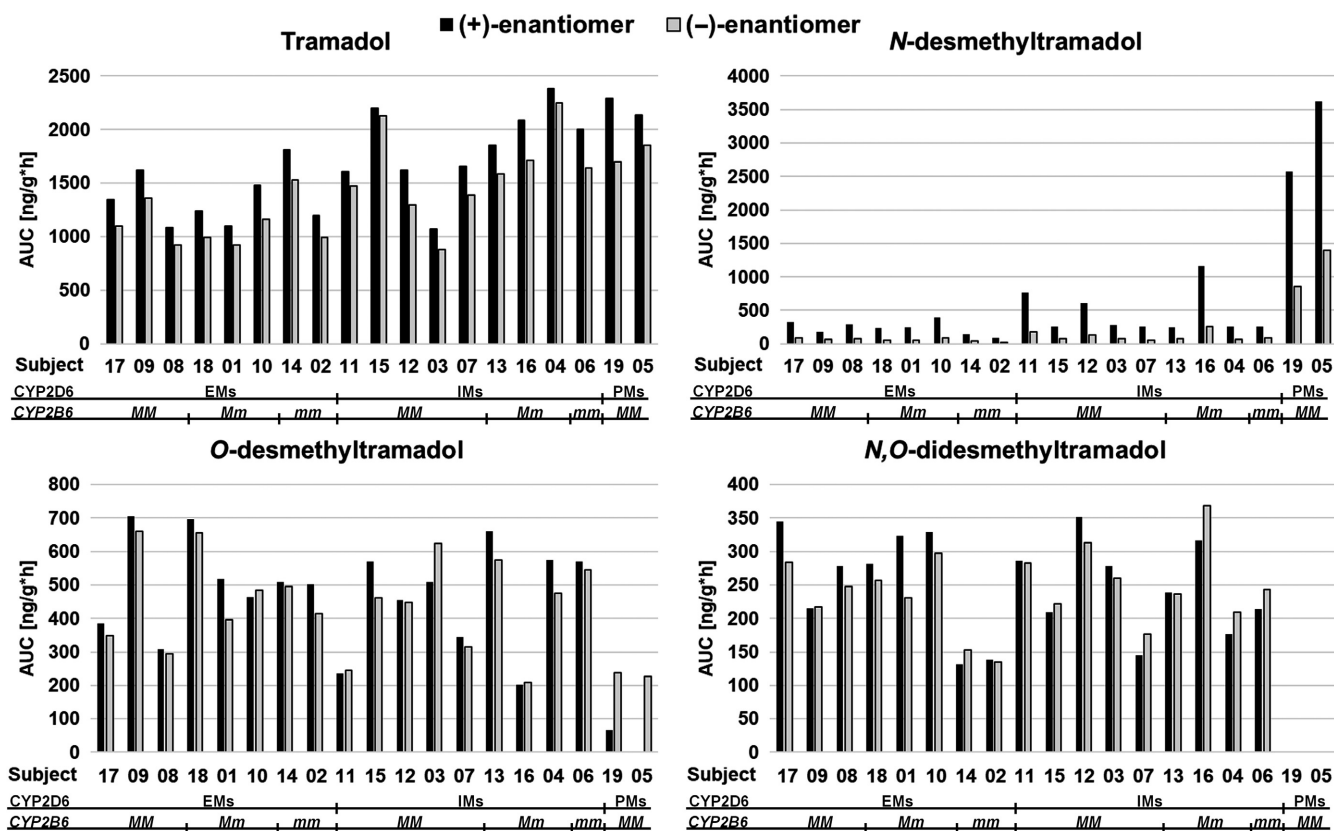 (+)-enantiomer (–)-enantiomer
Tramadol
AUC [ng/g*h]
2500
2000
1500
1000
500
0
Subject 17 09 08 18 01 10 14 02 11 15 12 03 07 13 16 04 06 19 05
CYP2D6 EMs IMs PMs
CYP2B6 MM Mm mm MM Mm mm MM
N-desmethyltramadol
AUC [ng/g*h]
4000
3500
3000
2500
2000
1500
1000
500
0
Subject 17 09 08 18 01 10 14 02 11 15 12 03 07 13 16 04 06 19 05
CYP2D6 EMs IMs PMs
CYP2B6 MM Mm mm MM Mm mm MM
O-desmethyltramadol
AUC [ng/g*h]
800
700
600
500
400
300
200
100
0
Subject 17 09 08 18 01 10 14 02 11 15 12 03 07 13 16 04 06 19 05
CYP2D6 EMs IMs PMs
CYP2B6 MM Mm mm MM Mm mm MM
N,O-didesmethyltramadol
AUC [ng/g*h]
400
350
300
250
200
150
100
50
0
Subject 17 09 08 18 01 10 14 02 11 15 12 03 07 13 16 04 06 19 05
CYP2D6 EMs IMs PMs
CYP2B6 MM Mm mm MM Mm mm MM